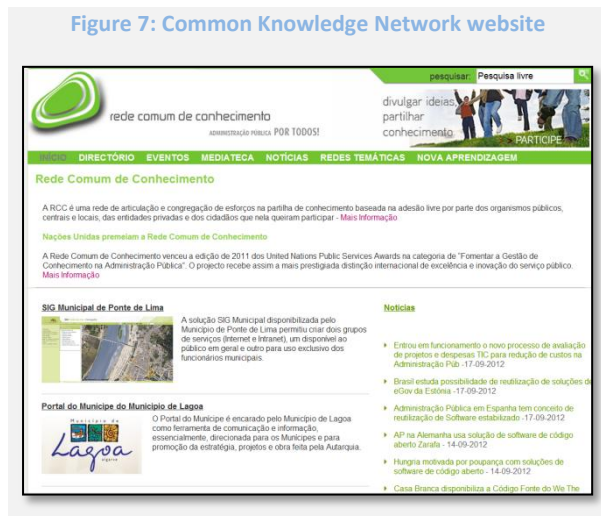 Figure 7: Common Knowledge Network website
pesquisar: Pesquisa livre
rede comum de conhecimento
ADMINISTRAÇÃO PÚBLICA POR TODOS!
divulgar ideias,
partilhar
conhecimento
PARTICIPE
INÍCIO DIRECTÓRIO EVENTOS MEDIATECA NOTÍCIAS REDES TEMÁTICAS NOVA APRENDIZAGEM
Rede Comum de Conhecimento
A RCC é uma rede de articulação e congregação de esforços na partilha de conhecimento baseada na adesão livre por parte dos organismos públicos,
centrais e locais, das entidades privadas e dos cidadãos que nela queiram participar - Mais Informação
Nações Unidas premeiam a Rede Comum de Conhecimento
A Rede Comum de Conhecimento venceu a edição de 2011 dos United Nations Public Services Awards na categoria de "Fomentar a Gestão de
Conhecimento na Administração Pública". O projecto recebe assim a mais prestigiada distinção internacional de excelência e inovação do serviço público.
Mais Informação
SIG Municipal de Ponte de Lima
A solução SIG Municipal disponibilizada pelo
Município de Ponte de Lima permitiu criar dois grupos
de serviços (Internet e Intranet), um disponível ao
público em geral e outro para uso exclusivo dos
funcionários municipais.
Portal do Munícipe do Município de Lagoa
Município de
Lagoa
algarve
O Portal do Munícipe é encarado pelo Município de Lagoa
como ferramenta de comunicação e informação,
essencialmente, direccionada para os Munícipes e para
promoção da estratégia, projetos e obra feita pela Autarquia.
Notícias
Entrou em funcionamento o novo processo de avaliação
de projetos e despesas TIC para redução de custos na
Administração Púb -17-09-2012
Brasil estuda possibilidade de reutilização de soluções de
eGov da Estónia -17-09-2012
Administração Pública em Espanha tem conceito de
reutilização de Software estabilizado -17-09-2012
AP na Alemanha usa solução de software de código
aberto Zarafa - 14-09-2012
Hungria motivada por poupança com soluções de
software de código aberto - 14-09-2012
Casa Branca disponibiliza a Código Fonte do We The